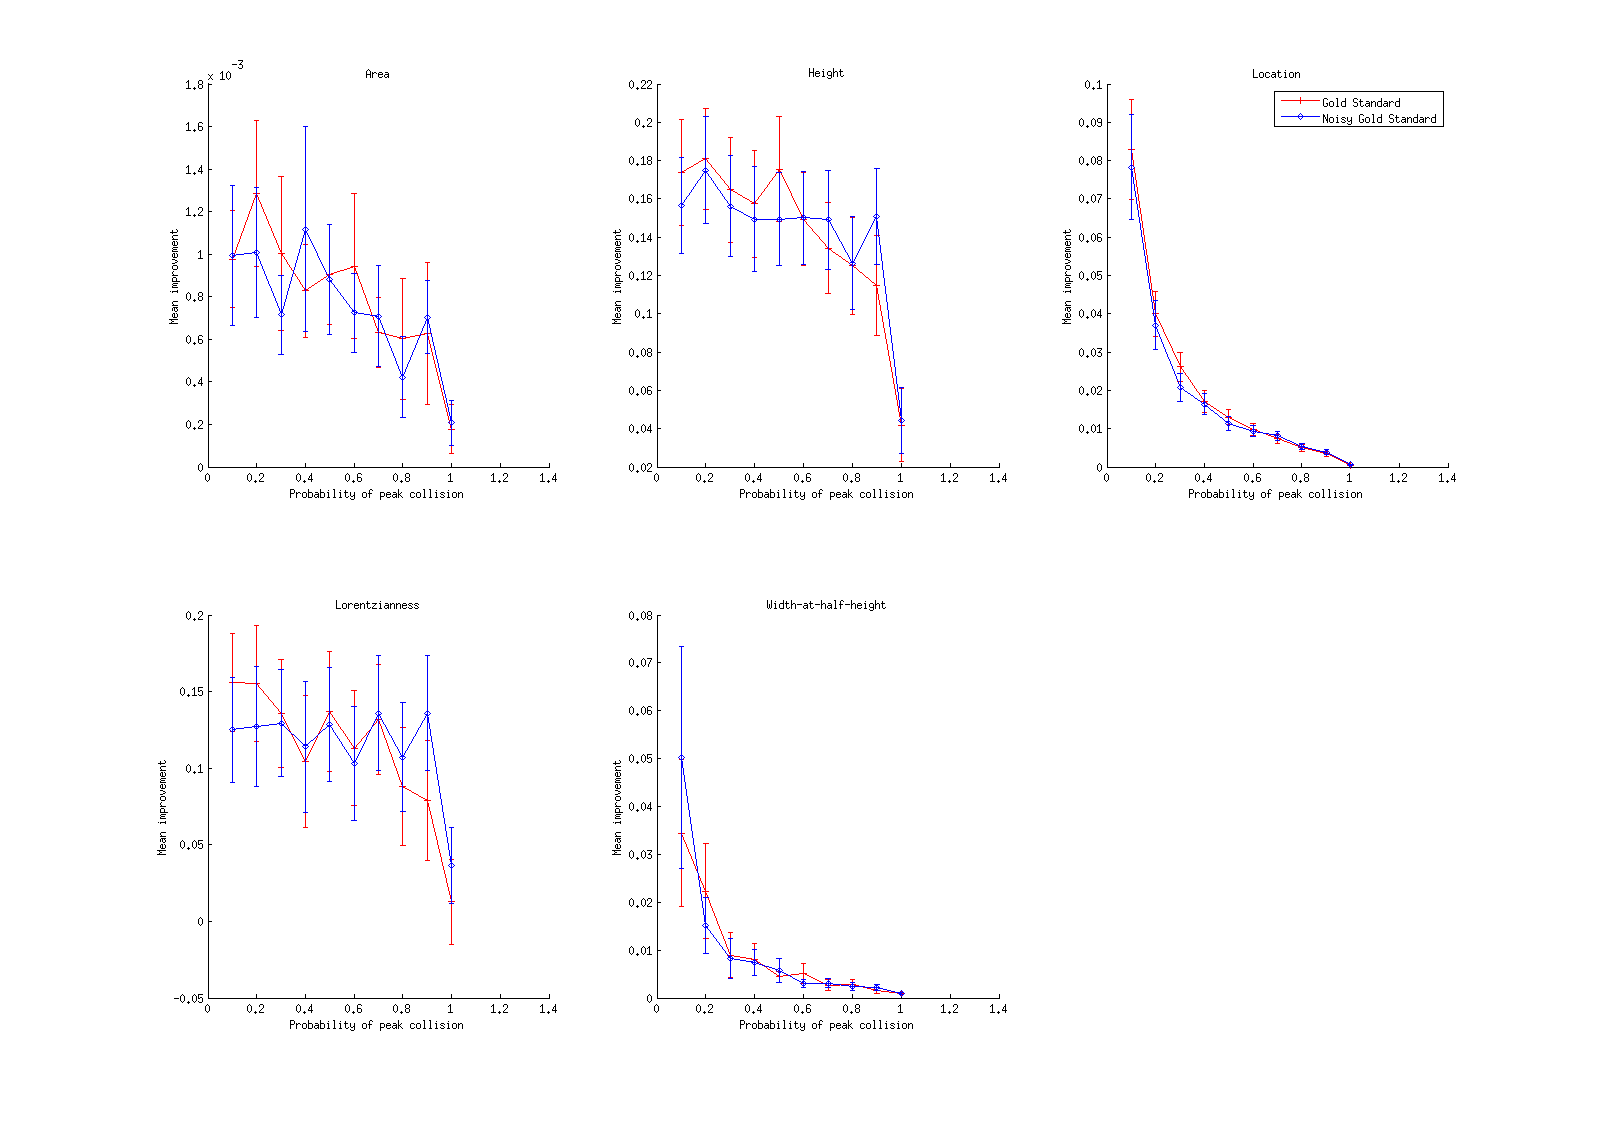 Area
x 10^-3
1.8
1.6
1.4
1.2
1
0.8
0.6
0.4
0.2
0
Mean improvement
0 0.2 0.4 0.6 0.8 1 1.2 1.4
Probability of peak collision
Height
0.22
0.2
0.18
0.16
0.14
0.12
0.1
0.08
0.06
0.04
0.02
Mean improvement
0 0.2 0.4 0.6 0.8 1 1.2 1.4
Probability of peak collision
Location
0.1
0.09
0.08
0.07
0.06
0.05
0.04
0.03
0.02
0.01
0
Mean improvement
Gold Standard
Noisy Gold Standard
0 0.2 0.4 0.6 0.8 1 1.2 1.4
Probability of peak collision
Lorentzianness
0.2
0.15
0.1
0.05
0
-0.05
Mean improvement
0 0.2 0.4 0.6 0.8 1 1.2 1.4
Probability of peak collision
Width-at-half-height
0.08
0.07
0.06
0.05
0.04
0.03
0.02
0.01
0
Mean improvement
0 0.2 0.4 0.6 0.8 1 1.2 1.4
Probability of peak collision